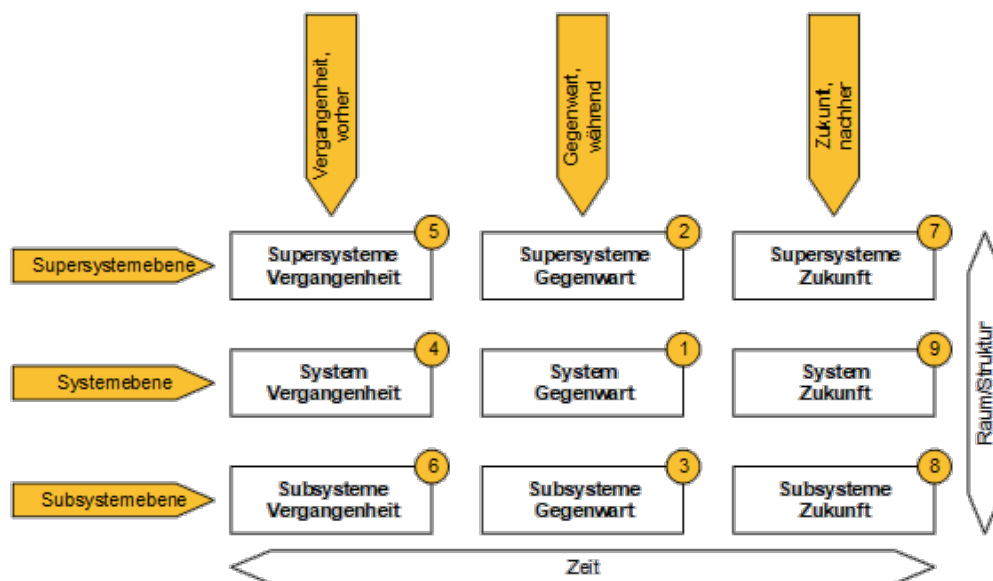 Vergangenheit,
vorher
Gegenwart,
während
Zukunft,
nachher
5
2
7
Supersystemebene
Supersysteme
Vergangenheit
Supersysteme
Gegenwart
Supersysteme
Zukunft
4
1
9
Systemebene
System
Vergangenheit
System
Gegenwart
System
Zukunft
6
3
8
Subsystemebene
Subsysteme
Vergangenheit
Subsysteme
Gegenwart
Subsysteme
Zukunft
Raum/Struktur
Zeit